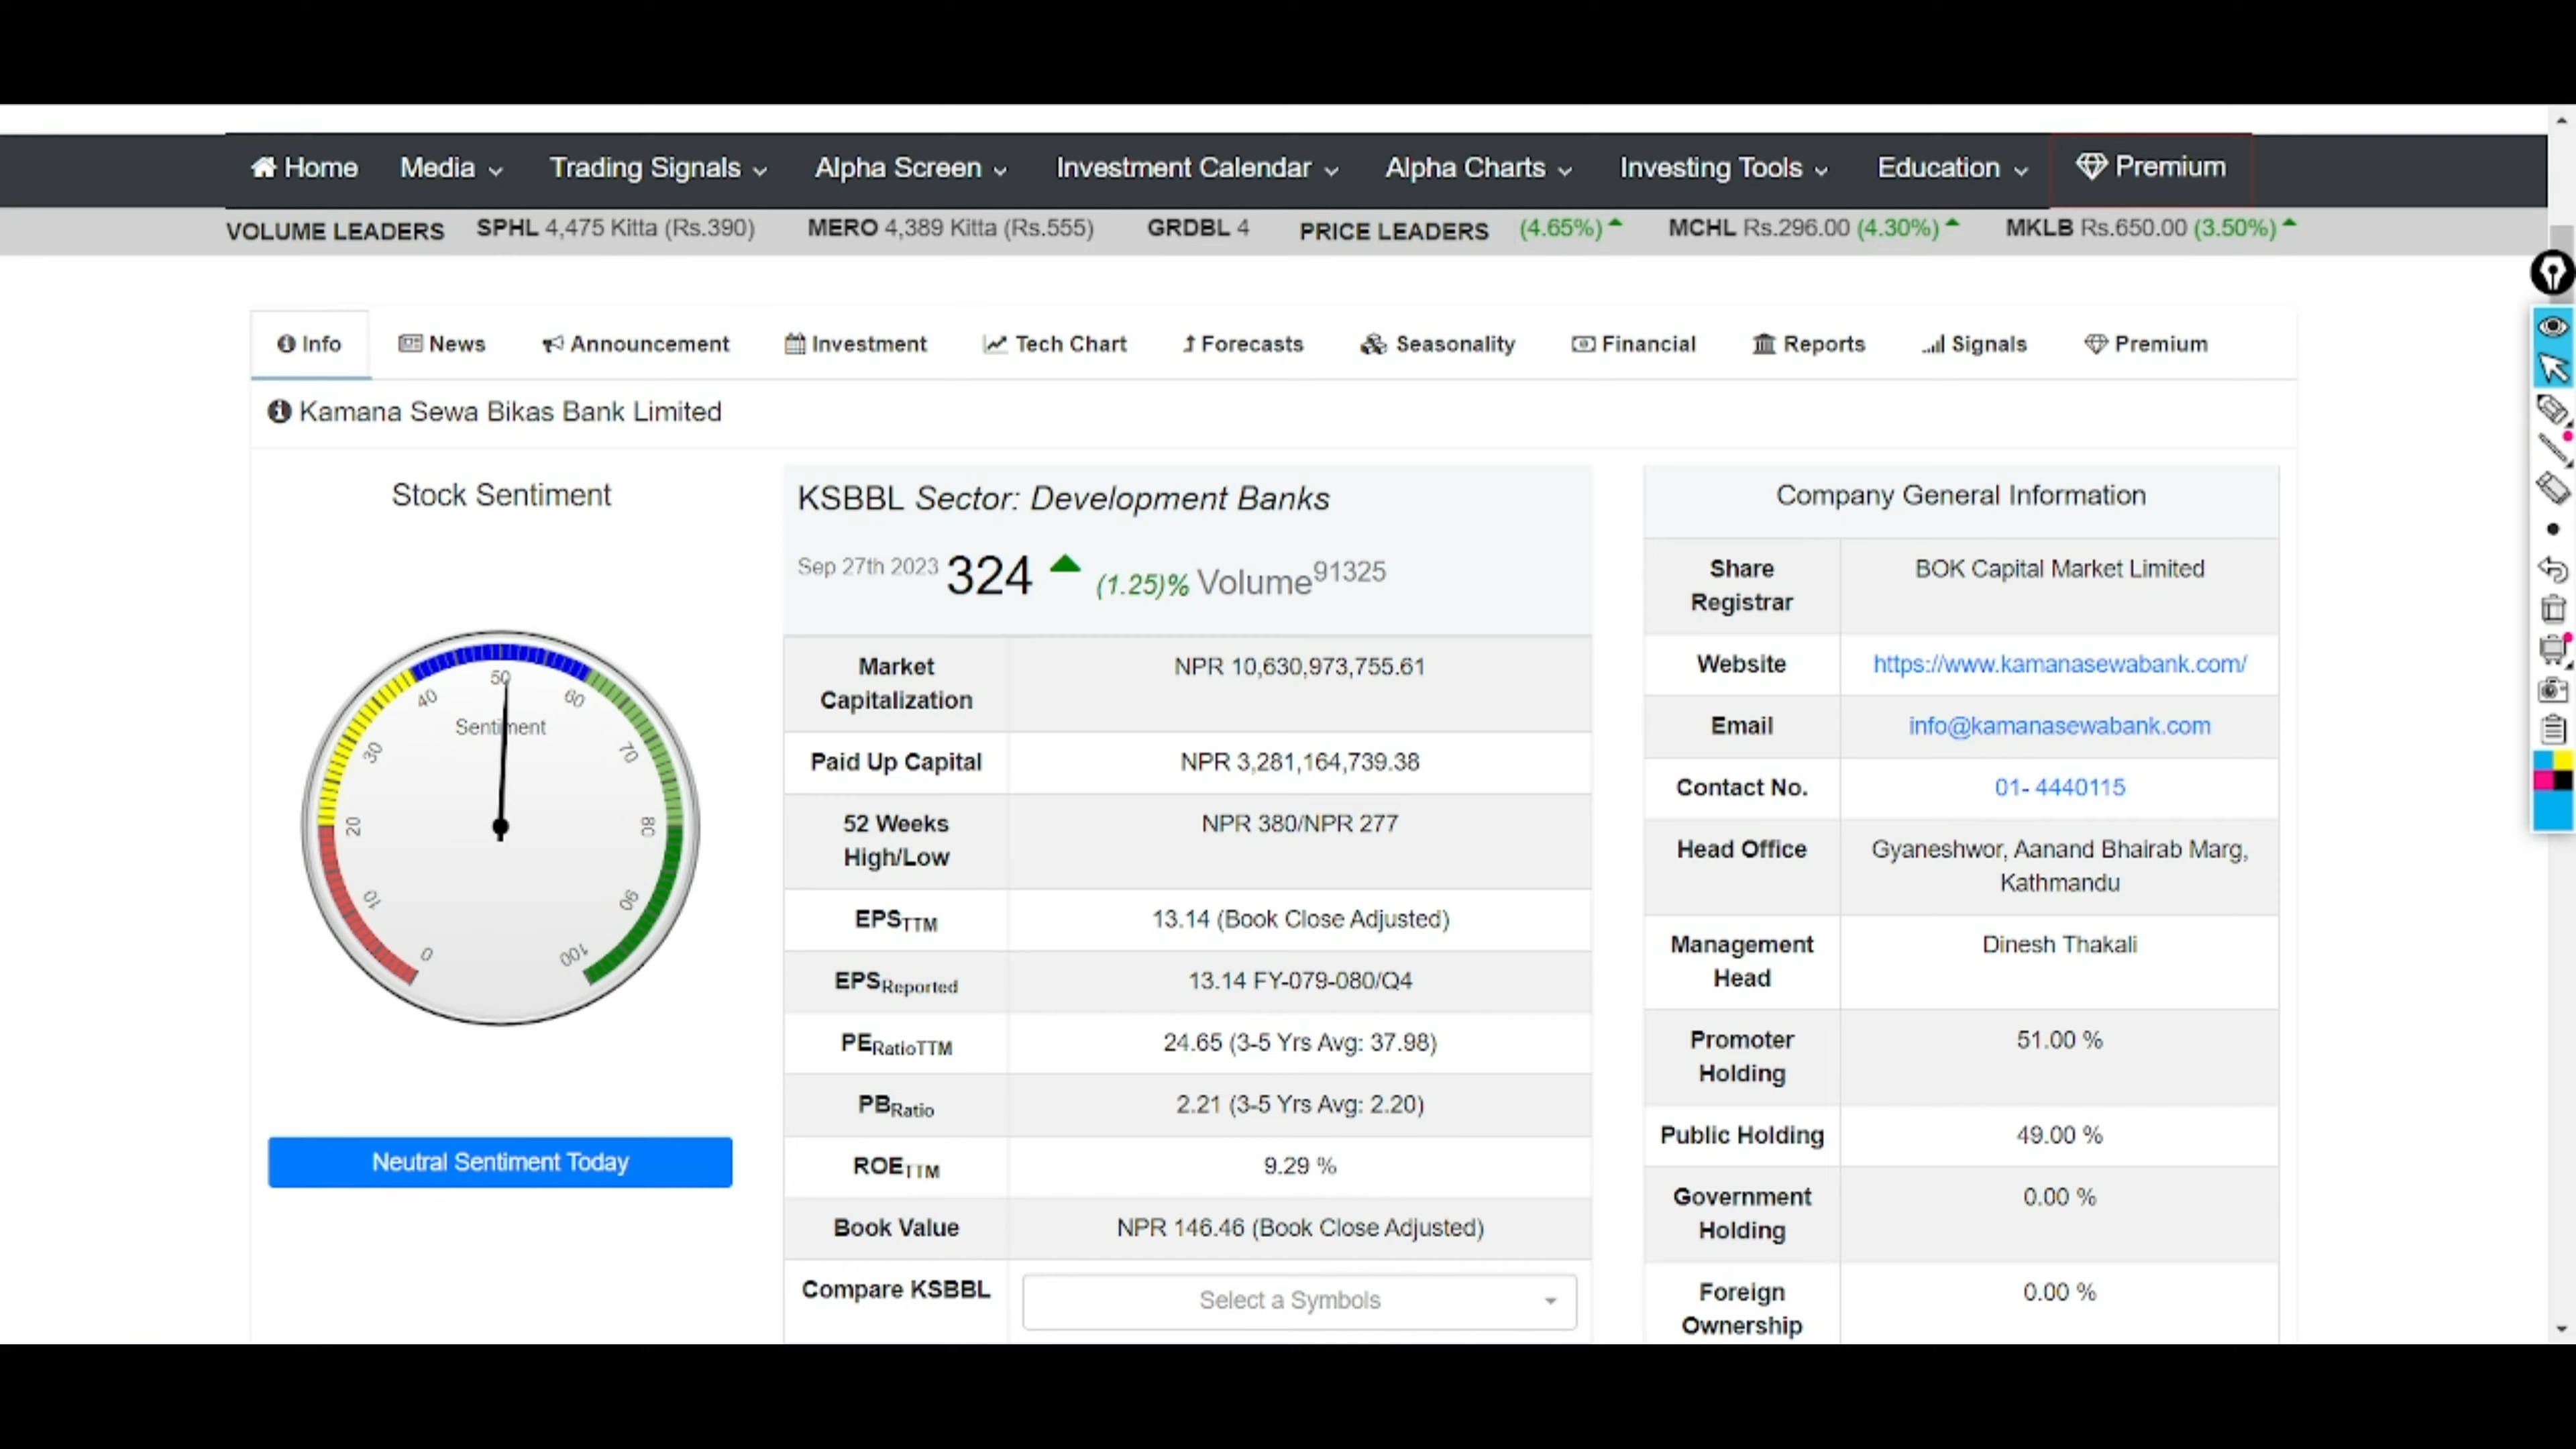 Home Media Trading Signals Alpha Screen Investment Calendar Alpha Charts Investing Tools Education Premium
VOLUME LEADERS SPHL 4,475 Kitta (Rs.390) MERO 4,389 Kitta (Rs.555) GRDBL 4 PRICE LEADERS (4.65%) MCHL Rs.296.00 (4.30%) MKLB Rs.650.00 (3.50%)
Info News Announcement Investment Tech Chart Forecasts Seasonality Financial Reports Signals Premium
Kamana Sewa Bikas Bank Limited
Stock Sentiment
0 10 20 30 40 50 60 70 80 90 100
Sentiment
Neutral Sentiment Today
KSBBL Sector: Development Banks
Sep 27th 2023 324 (1.25)% Volume 91325
Market Capitalization NPR 10,630,973,755.61
Paid Up Capital NPR 3,281,164,739.38
52 Weeks High/Low NPR 380/NPR 277
EPS TTM 13.14 (Book Close Adjusted)
EPS Reported 13.14 FY-079-080/Q4
PE RatioTTM 24.65 (3-5 Yrs Avg: 37.98)
PB Ratio 2.21 (3-5 Yrs Avg: 2.20)
ROE TTM 9.29 %
Book Value NPR 146.46 (Book Close Adjusted)
Compare KSBBL Select a Symbols
Company General Information
Share Registrar BOK Capital Market Limited
Website https://www.kamanasewabank.com/
Email info@kamanasewabank.com
Contact No. 01- 4440115
Head Office Gyaneshwor, Aanand Bhairab Marg, Kathmandu
Management Head Dinesh Thakali
Promoter Holding 51.00 %
Public Holding 49.00 %
Government Holding 0.00 %
Foreign Ownership 0.00 %